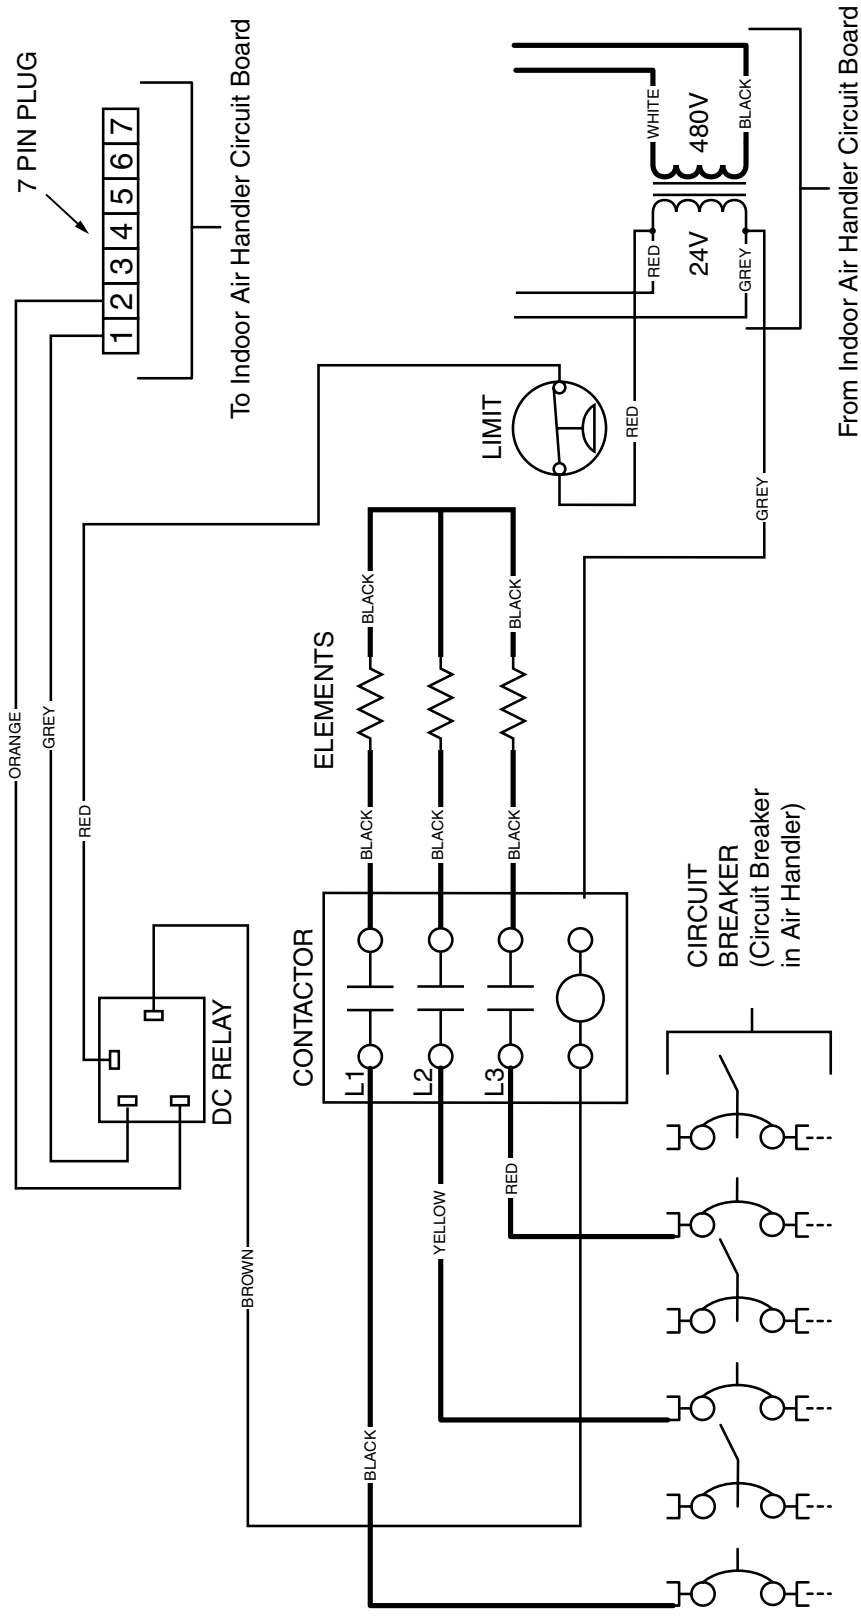 7 PIN PLUG
1 2 3 4 5 6 7
To Indoor Air Handler Circuit Board
ORANGE
GREY
RED
DC RELAY
BROWN
CONTACTOR
L1
L2
L3
ELEMENTS
BLACK
BLACK
BLACK
BLACK
BLACK
LIMIT
RED
GREY
WHITE
BLACK
480V
24V
RED
GREY
From Indoor Air Handler Circuit Board
BLACK
YELLOW
RED
CIRCUIT
BREAKER
(Circuit Breaker
in Air Handler)